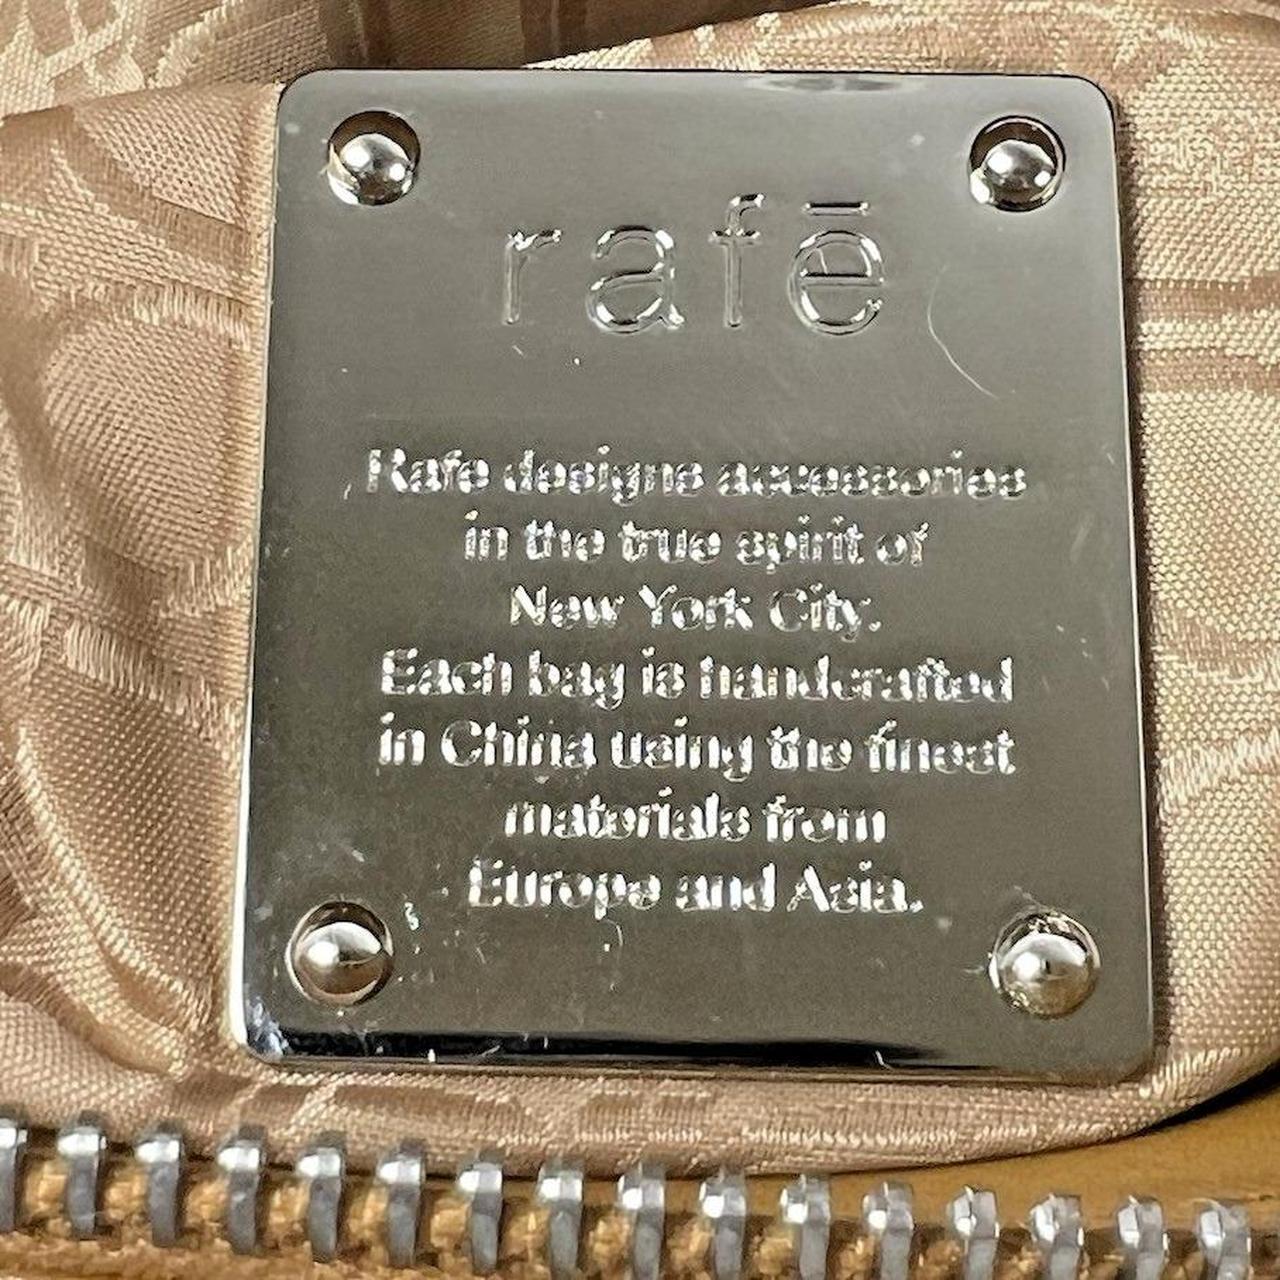 rafē
Rafe designs accessories
in the true spirit of
New York City.
Each bag is handcrafted
in China using the finest
materials from
Europe and Asia.